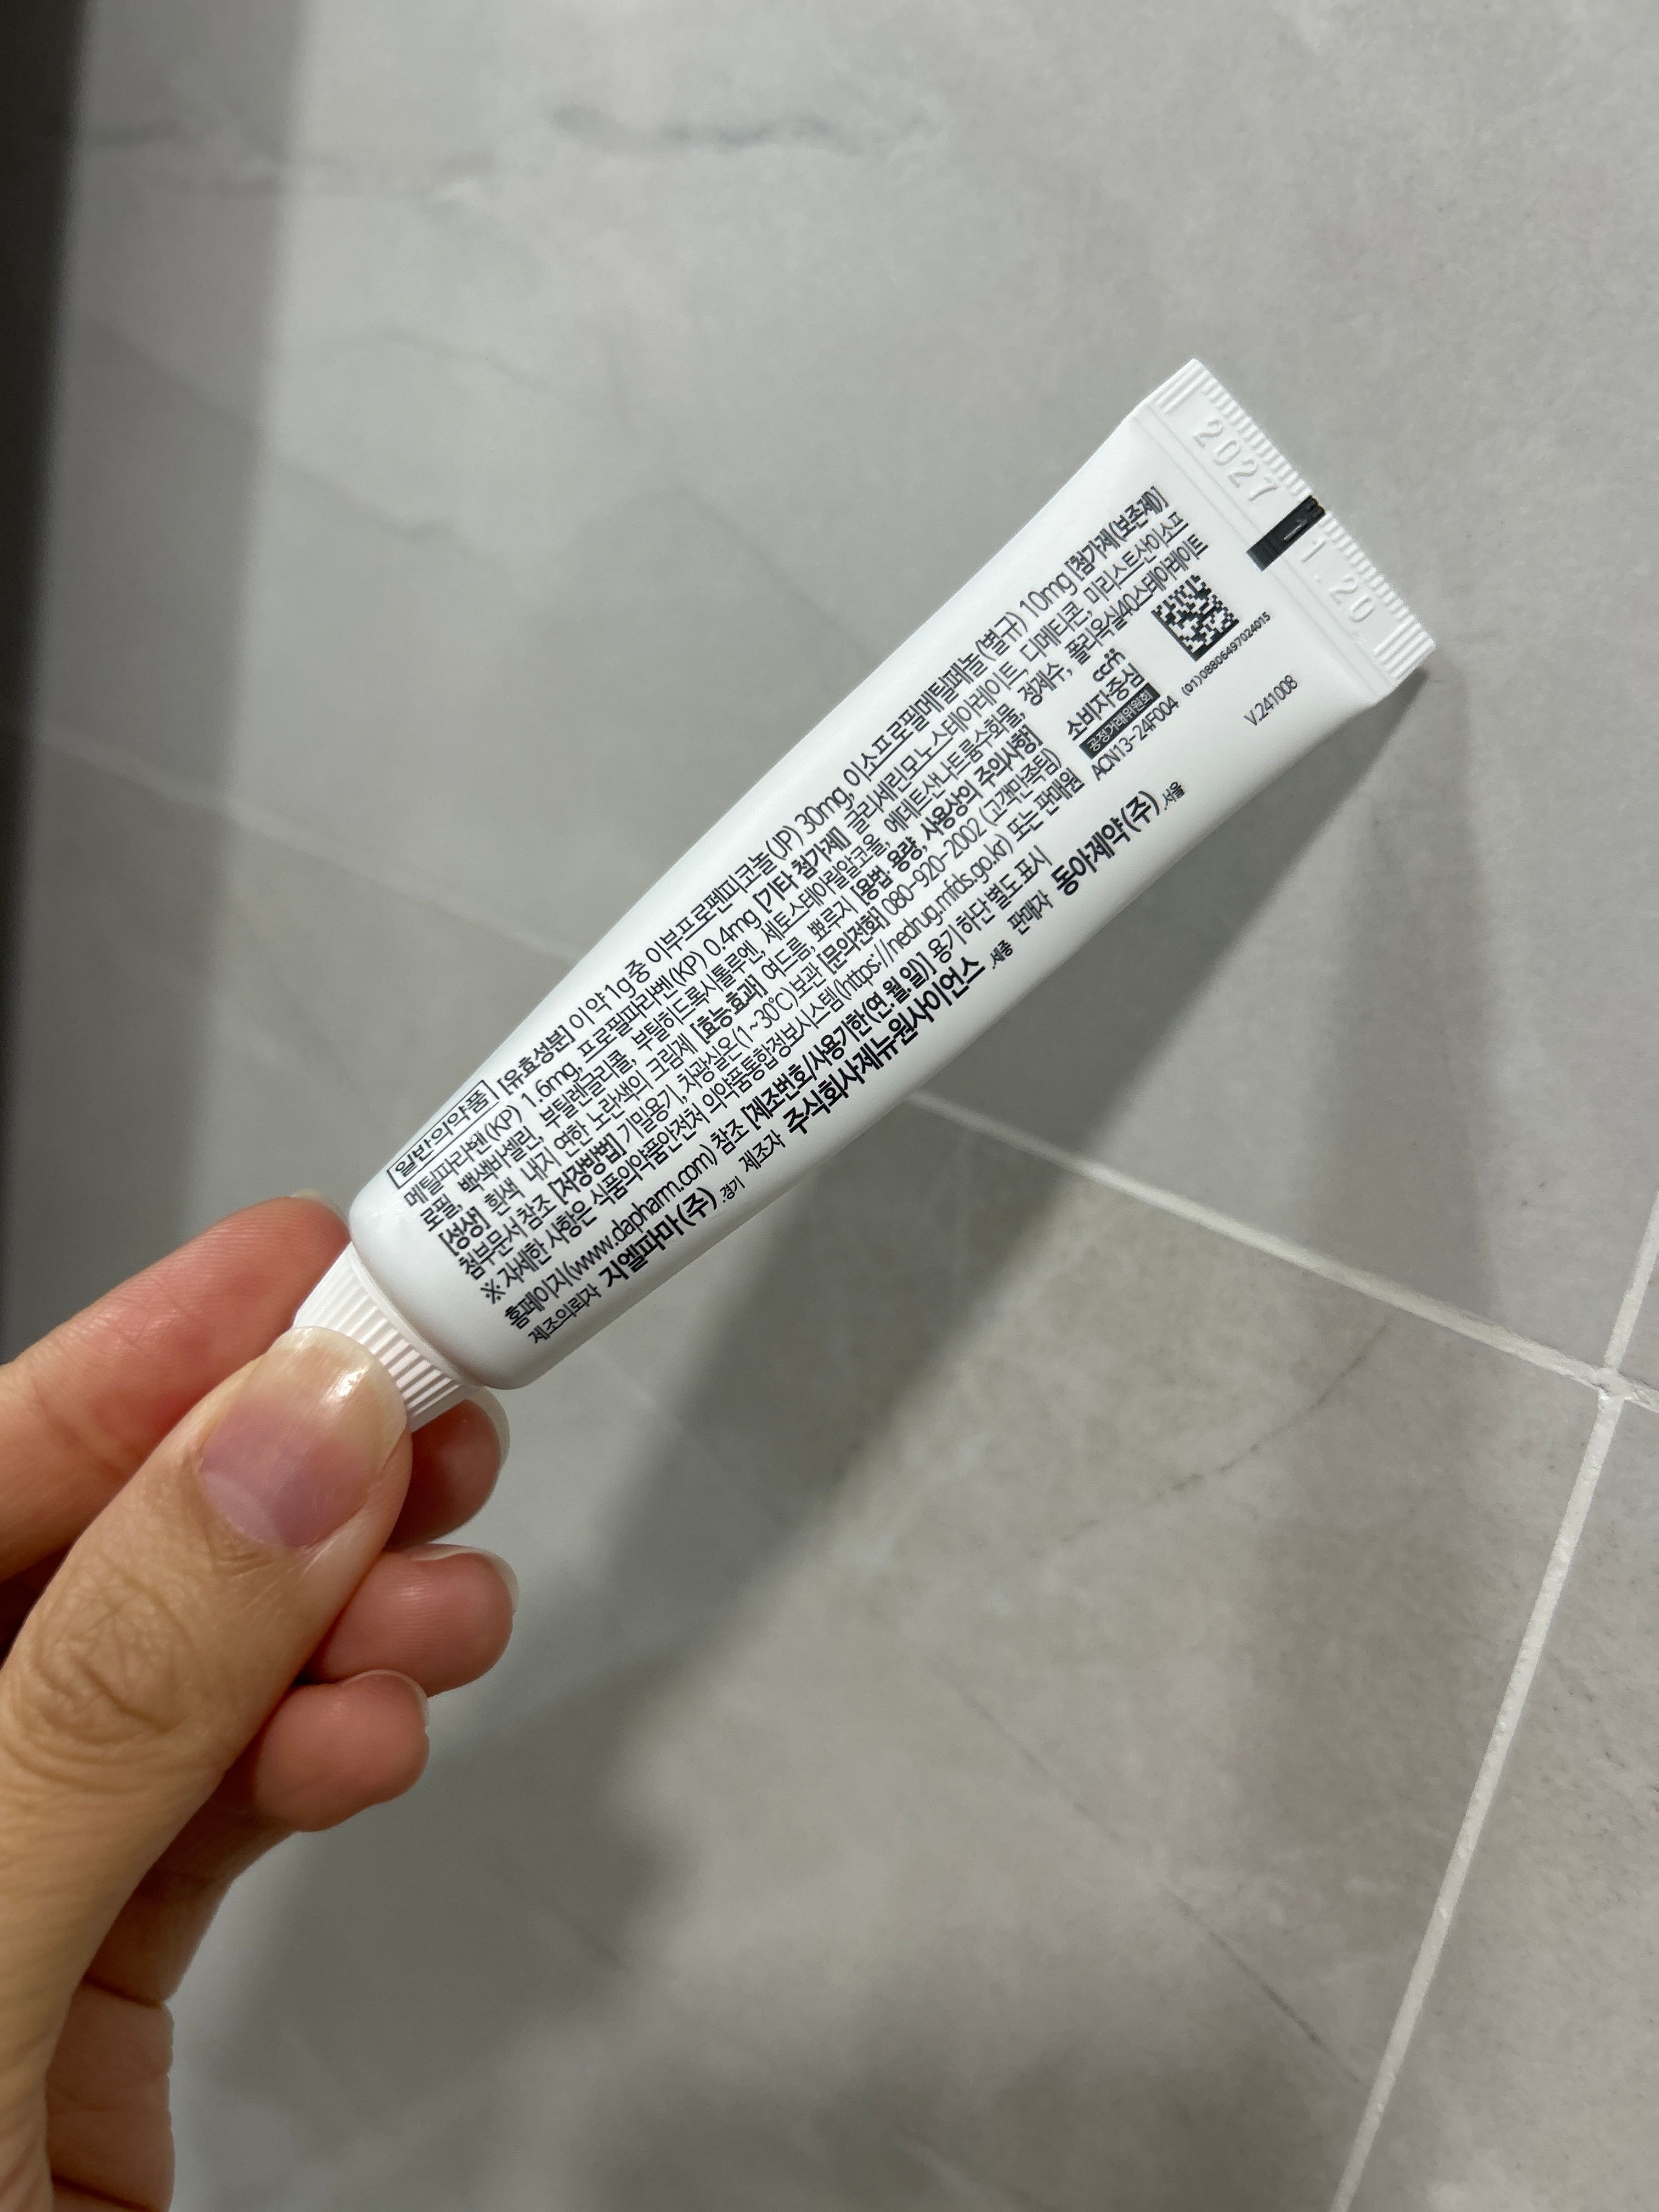 일반의약품 [유효성분] 이 약 1g 중 이부프로펜피코놀(JP) 30mg, 이소프로필메틸페놀(별규) 10mg [첨가제(보존제)]
메틸파라벤(KP) 1.6mg, 프로필파라벤(KP) 0.4mg [기타 첨가제] 글리세리모노스테아레이트, 디메티콘, 미리스트산이소프
로필, 백색바셀린, 부틸렌글리콜, 부틸히드록시톨루엔, 세토스테아릴알코올, 에데트산나트륨수화물, 정제수, 폴리옥실40스테아레이트
[성상] 흰색 내지 연한 노란색의 크림제 [효능·효과] 여드름, 뾰루지 [용법·용량, 사용상의 주의사항]
첨부문서 참조 [저장방법] 기밀용기, 차광실온(1~30℃)보관 [문의전화] 080-920-2002 (고객만족팀)
※ 자세한 사항은 식품의약품안전처 의약품통합정보시스템(https://nedrug.mfds.go.kr) 또는 판매원
홈페이지(www.dapharm.com) 참조 [제조번호/사용기한(연.월.일)] 용기 하단 별도 표시
제조의뢰자 지엘파마(주) .경기 제조자 주식회사제뉴원사이언스 .세종 판매자 동아제약(주) .서울
ccm
소비자중심
공정거래위원회
ACN13-24F004
(01)08806497024015
V.241008
2027
1.20